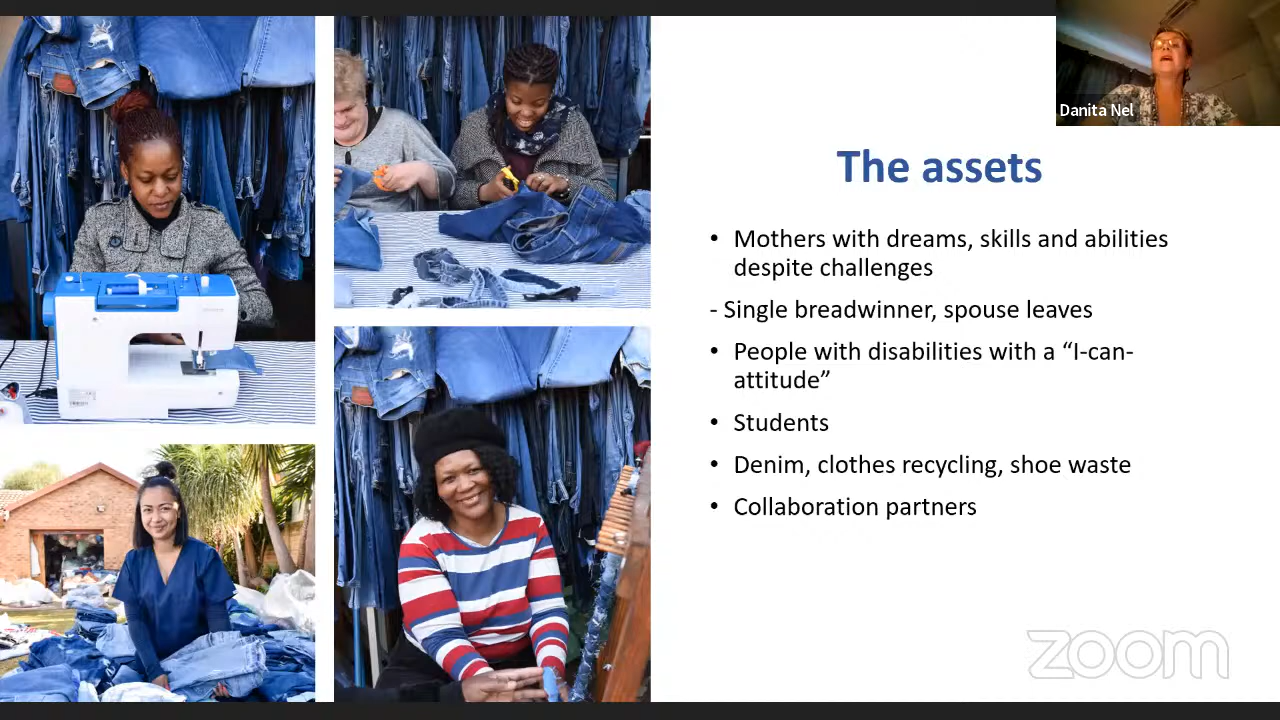 Danita Nel
The assets
• Mothers with dreams, skills and abilities
despite challenges
- Single breadwinner, spouse leaves
• People with disabilities with a “I-can-
attitude”
• Students
• Denim, clothes recycling, shoe waste
• Collaboration partners
zoom